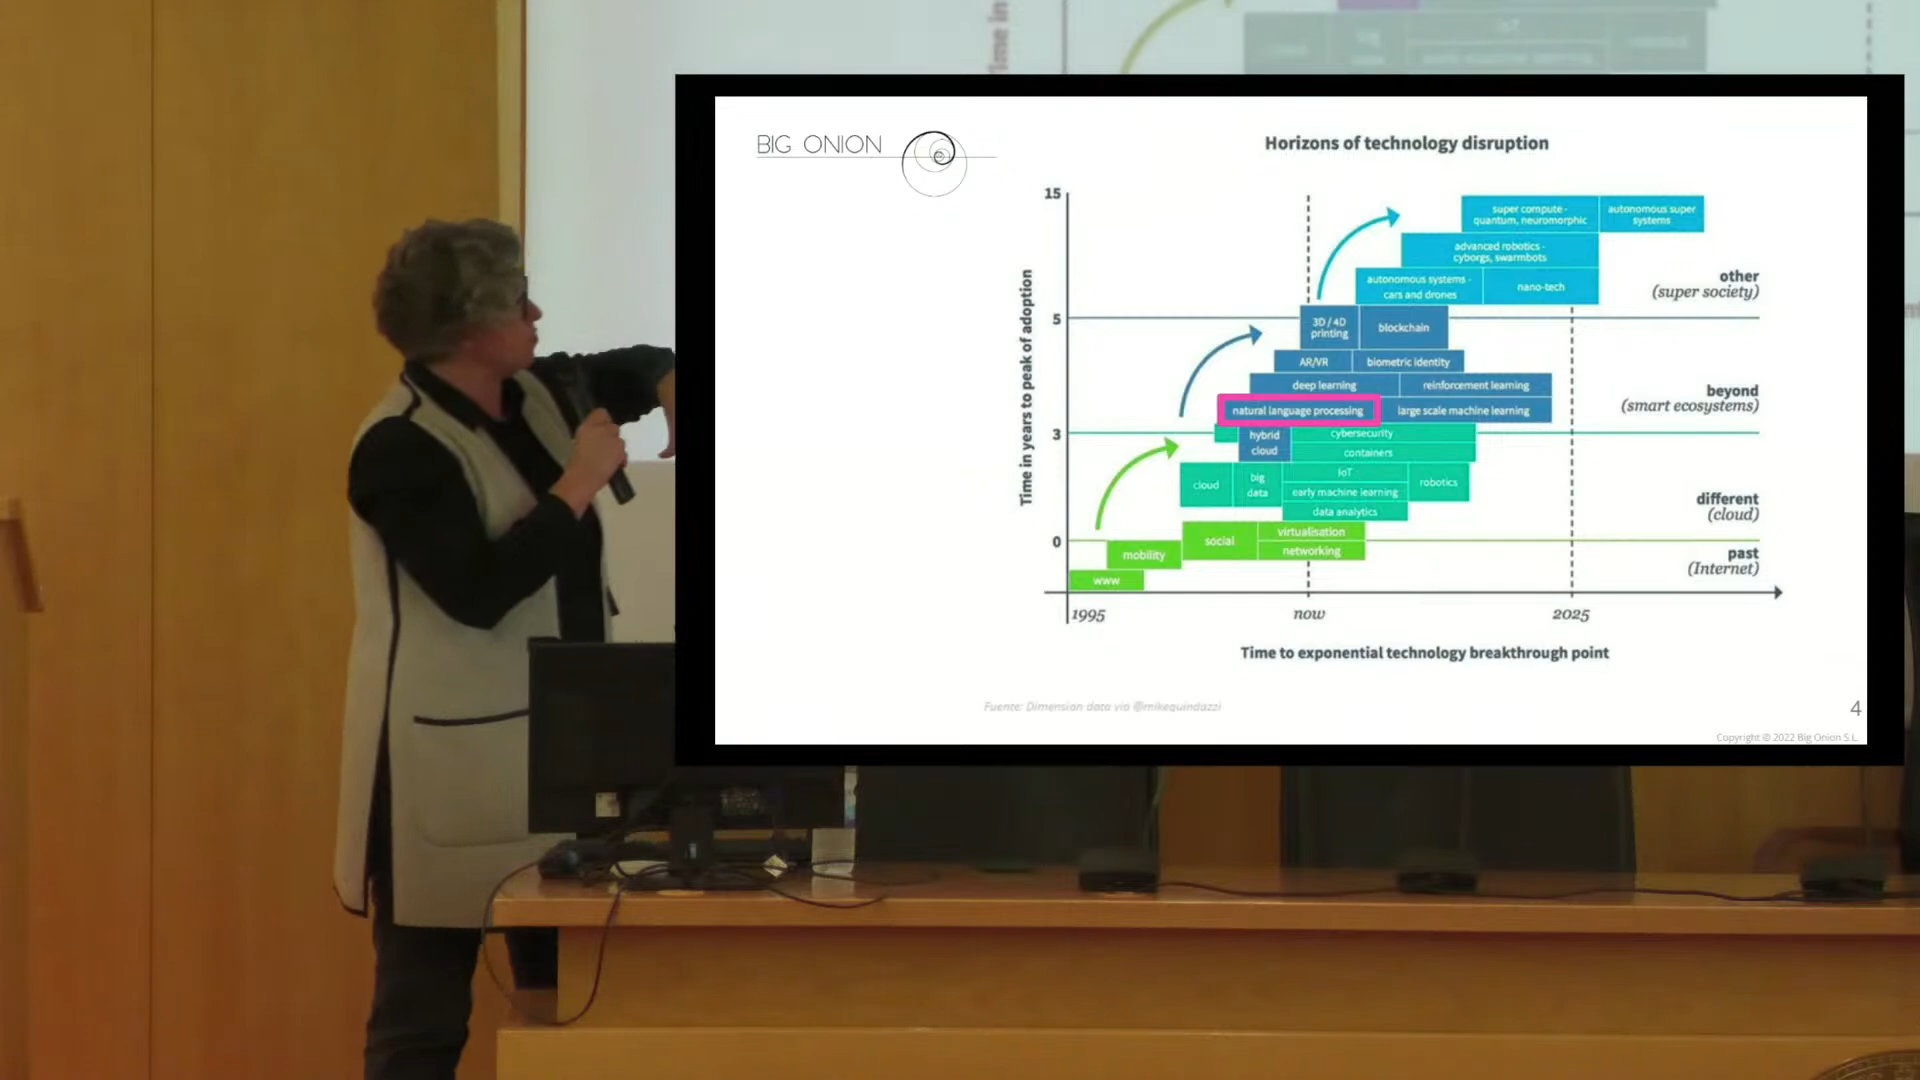 BIG ONION
Horizons of technology disruption
Time in years to peak of adoption
15
5
3
0
super compute -
quantum, neuromorphic
autonomous super
systems
advanced robotics -
cyborgs, swarmbots
autonomous systems -
cars and drones
nano-tech
other
(super society)
3D / 4D
printing
blockchain
AR/VR
biometric identity
deep learning
reinforcement learning
beyond
(smart ecosystems)
natural language processing
large scale machine learning
hybrid
cloud
cybersecurity
containers
cloud
big
data
IoT
early machine learning
data analytics
robotics
different
(cloud)
social
virtualisation
networking
mobility
www
past
(Internet)
1995
now
2025
Time to exponential technology breakthrough point
Fuente: Dimension data via @mikequindazzi
4
Copyright © 2022 Big Onion S.L.
Time in
IoT